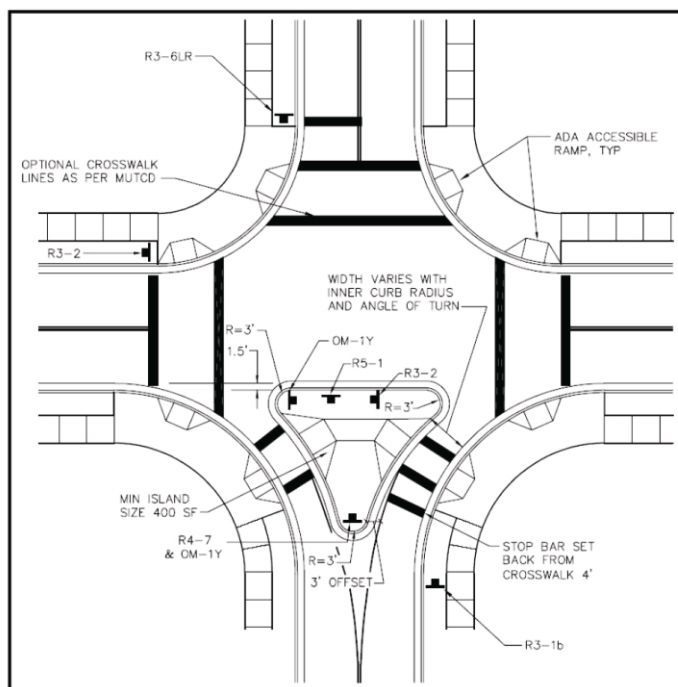 R3-6LR
ADA ACCESSIBLE
RAMP, TYP
OPTIONAL CROSSWALK
LINES AS PER MUTCD
R3-2
WIDTH VARIES WITH
INNER CURB RADIUS
AND ANGLE OF TURN
R=3'
OM-1Y
1.5'
R5-1
R3-2
R=3'
MIN ISLAND
SIZE 400 SF
R4-7
& OM-1Y
R=3'
3' OFFSET
STOP BAR SET
BACK FROM
CROSSWALK 4'
R3-1b